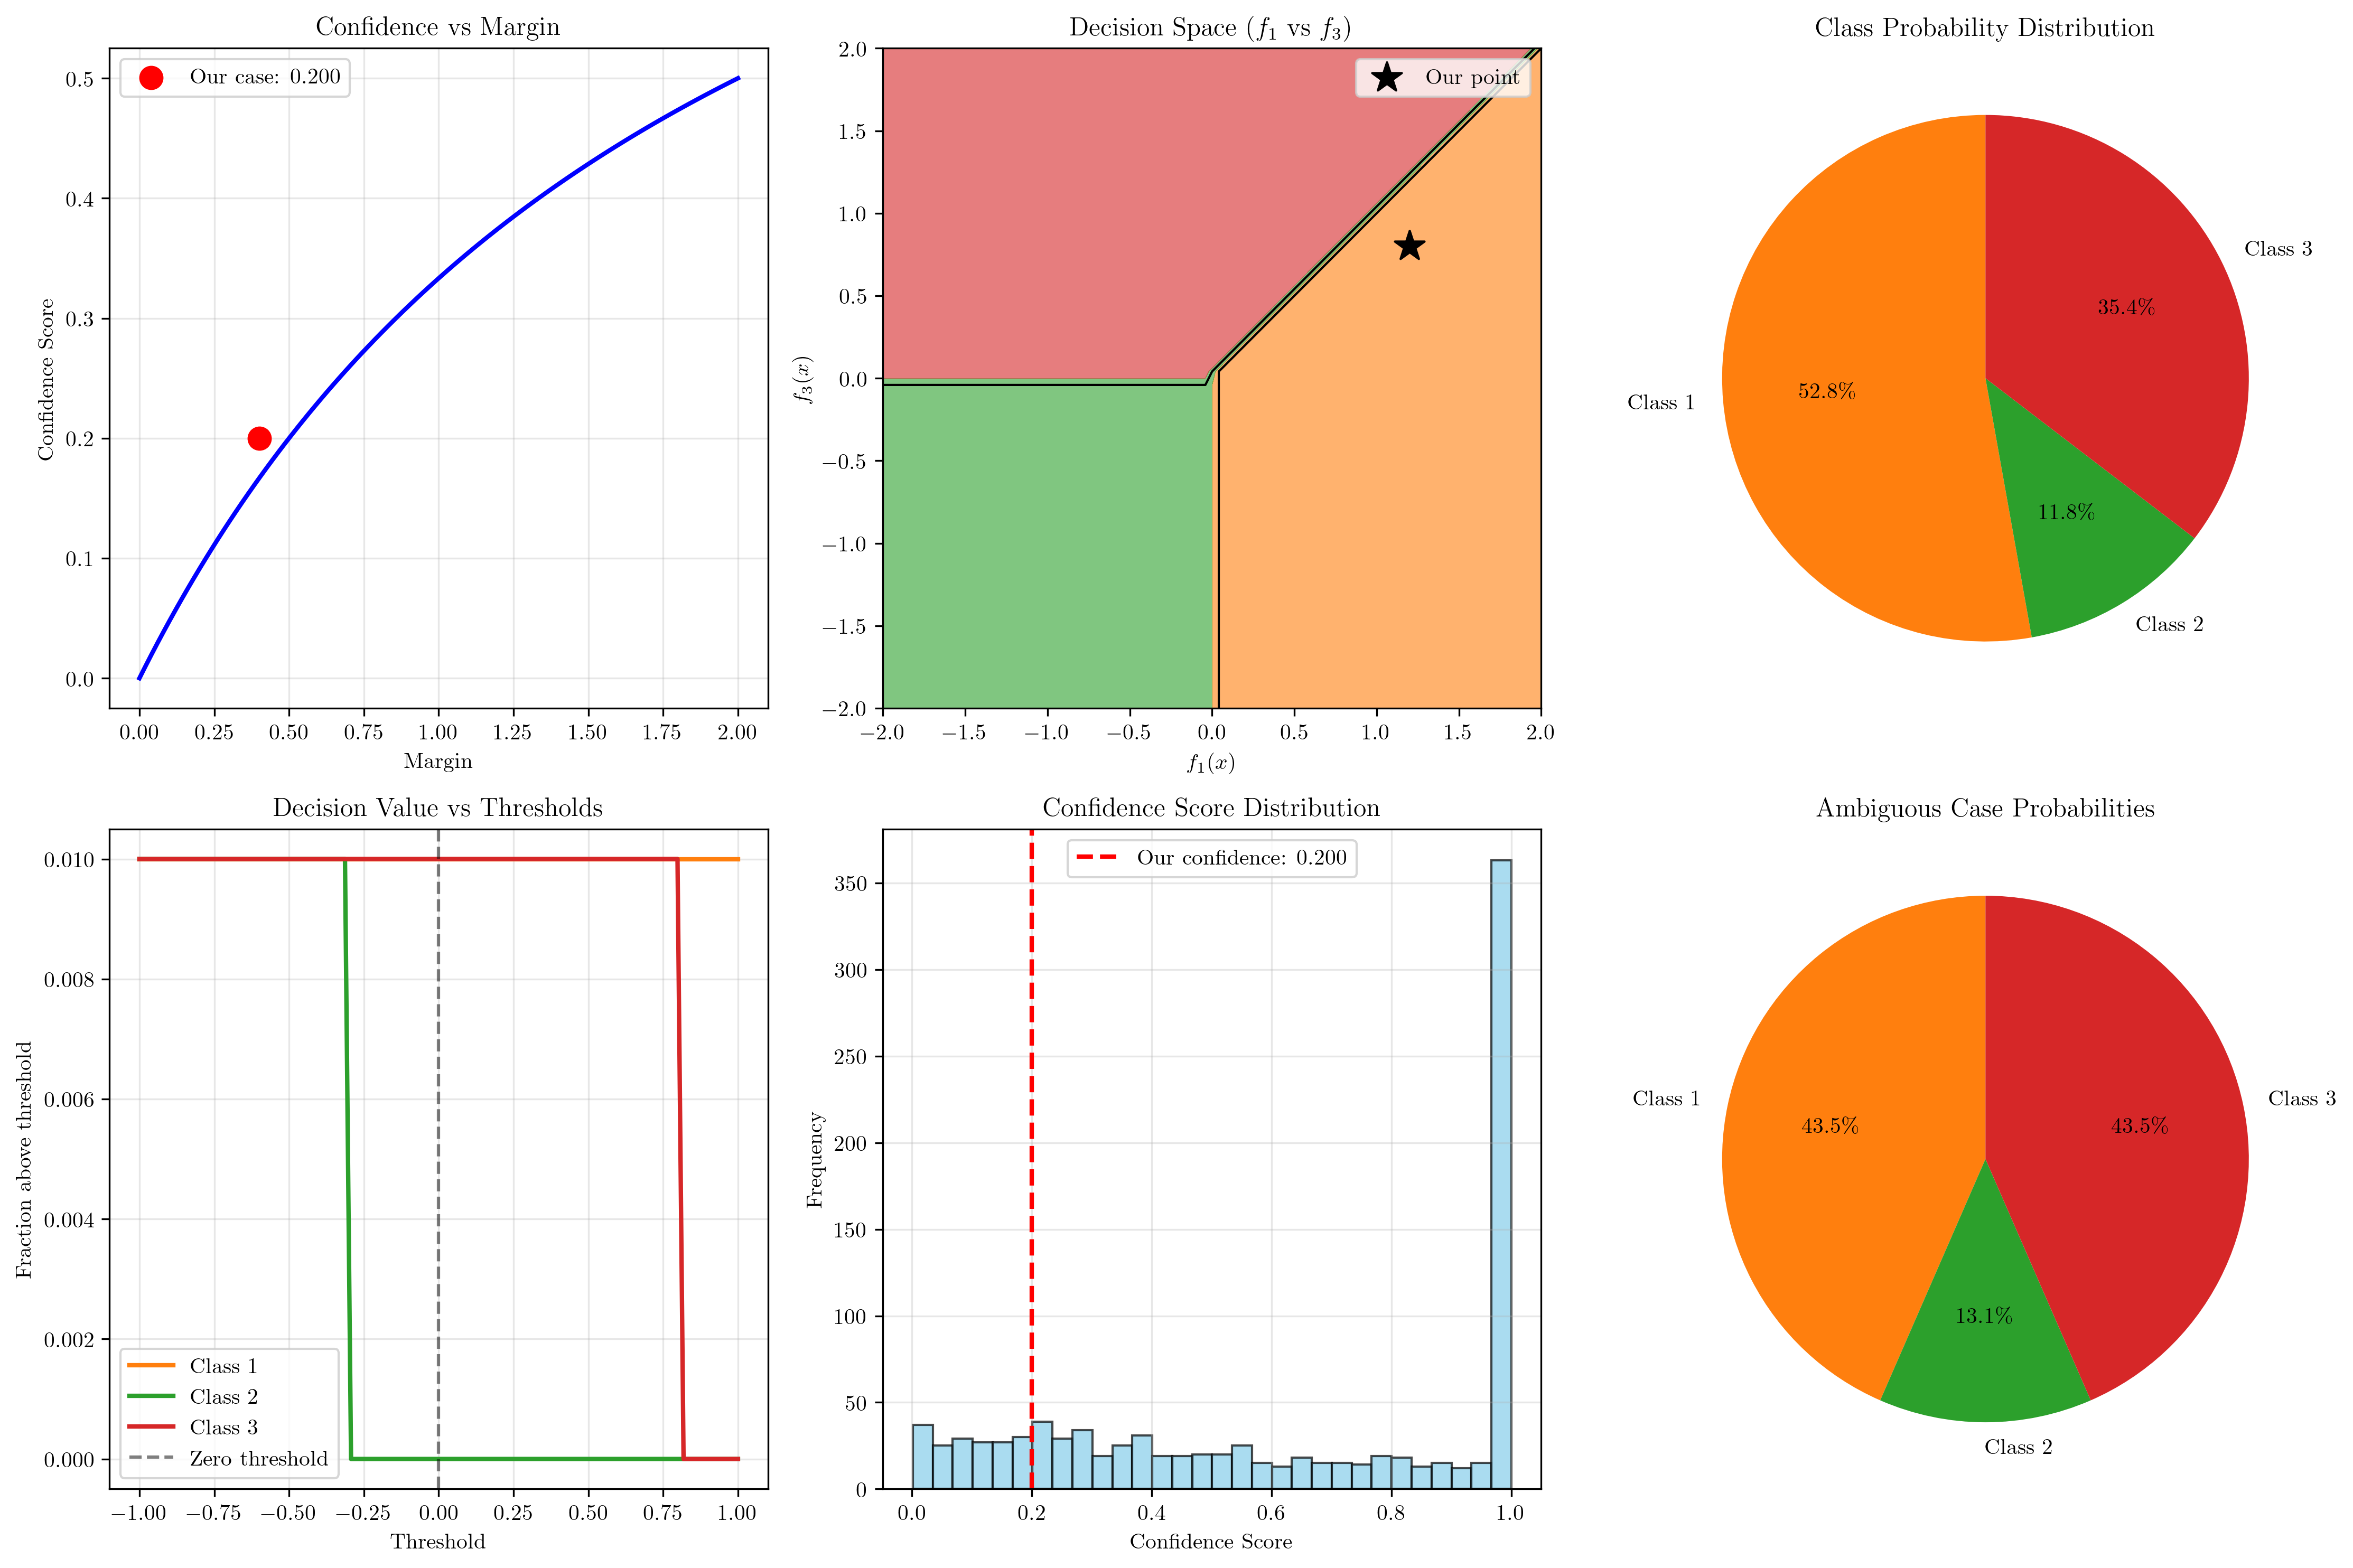 Confidence vs Margin
Our case: 0.200
0.5
0.4
0.3
0.2
0.1
0.0
Confidence Score
0.00 0.25 0.50 0.75 1.00 1.25 1.50 1.75 2.00
Margin
Decision Space (f₁ vs f₃)
Our point
2.0
1.5
1.0
0.5
0.0
−0.5
−1.0
−1.5
−2.0
f₃(x)
−2.0 −1.5 −1.0 −0.5 0.0 0.5 1.0 1.5 2.0
f₁(x)
Class Probability Distribution
Class 3
35.4%
52.8%
Class 1
11.8%
Class 2
Decision Value vs Thresholds
0.010
0.008
0.006
0.004
0.002
0.000
Fraction above threshold
Class 1
Class 2
Class 3
Zero threshold
−1.00 −0.75 −0.50 −0.25 0.00 0.25 0.50 0.75 1.00
Threshold
Confidence Score Distribution
Our confidence: 0.200
350
300
250
200
150
100
50
0
Frequency
0.0 0.2 0.4 0.6 0.8 1.0
Confidence Score
Ambiguous Case Probabilities
Class 1
Class 3
43.5%
43.5%
13.1%
Class 2